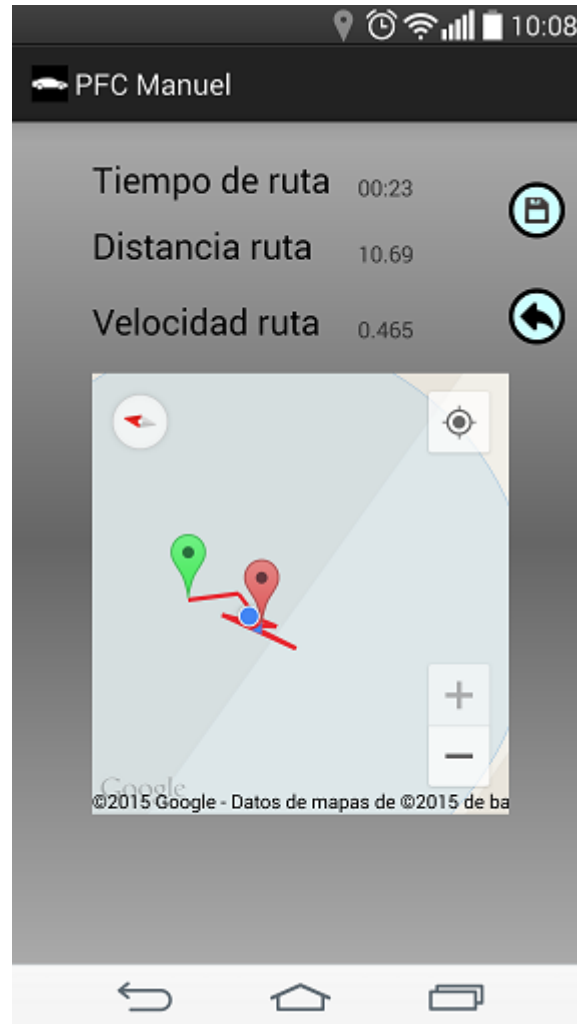 10:08
PFC Manuel
Tiempo de ruta 00:23
Distancia ruta 10.69
Velocidad ruta 0.465
Google
©2015 Google - Datos de mapas de ©2015 de ba